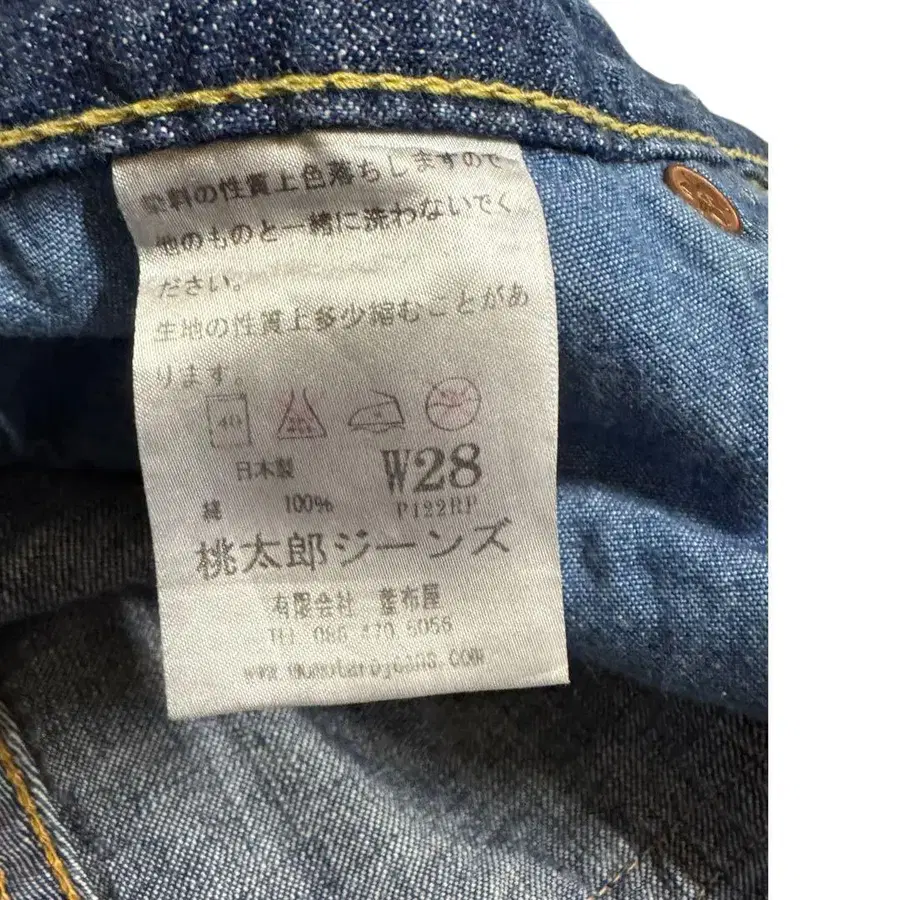 染料の性質上色落ちしますので
他のものと一緒に洗わないでく
ださい。
生地の性質上多少縮むことがあ
ります。
40
日本製
W28
綿 100%
P122RP
桃太郎ジーンズ
有限会社 藍布屋
TEL 086 470 5056
www.momotarojeans.com